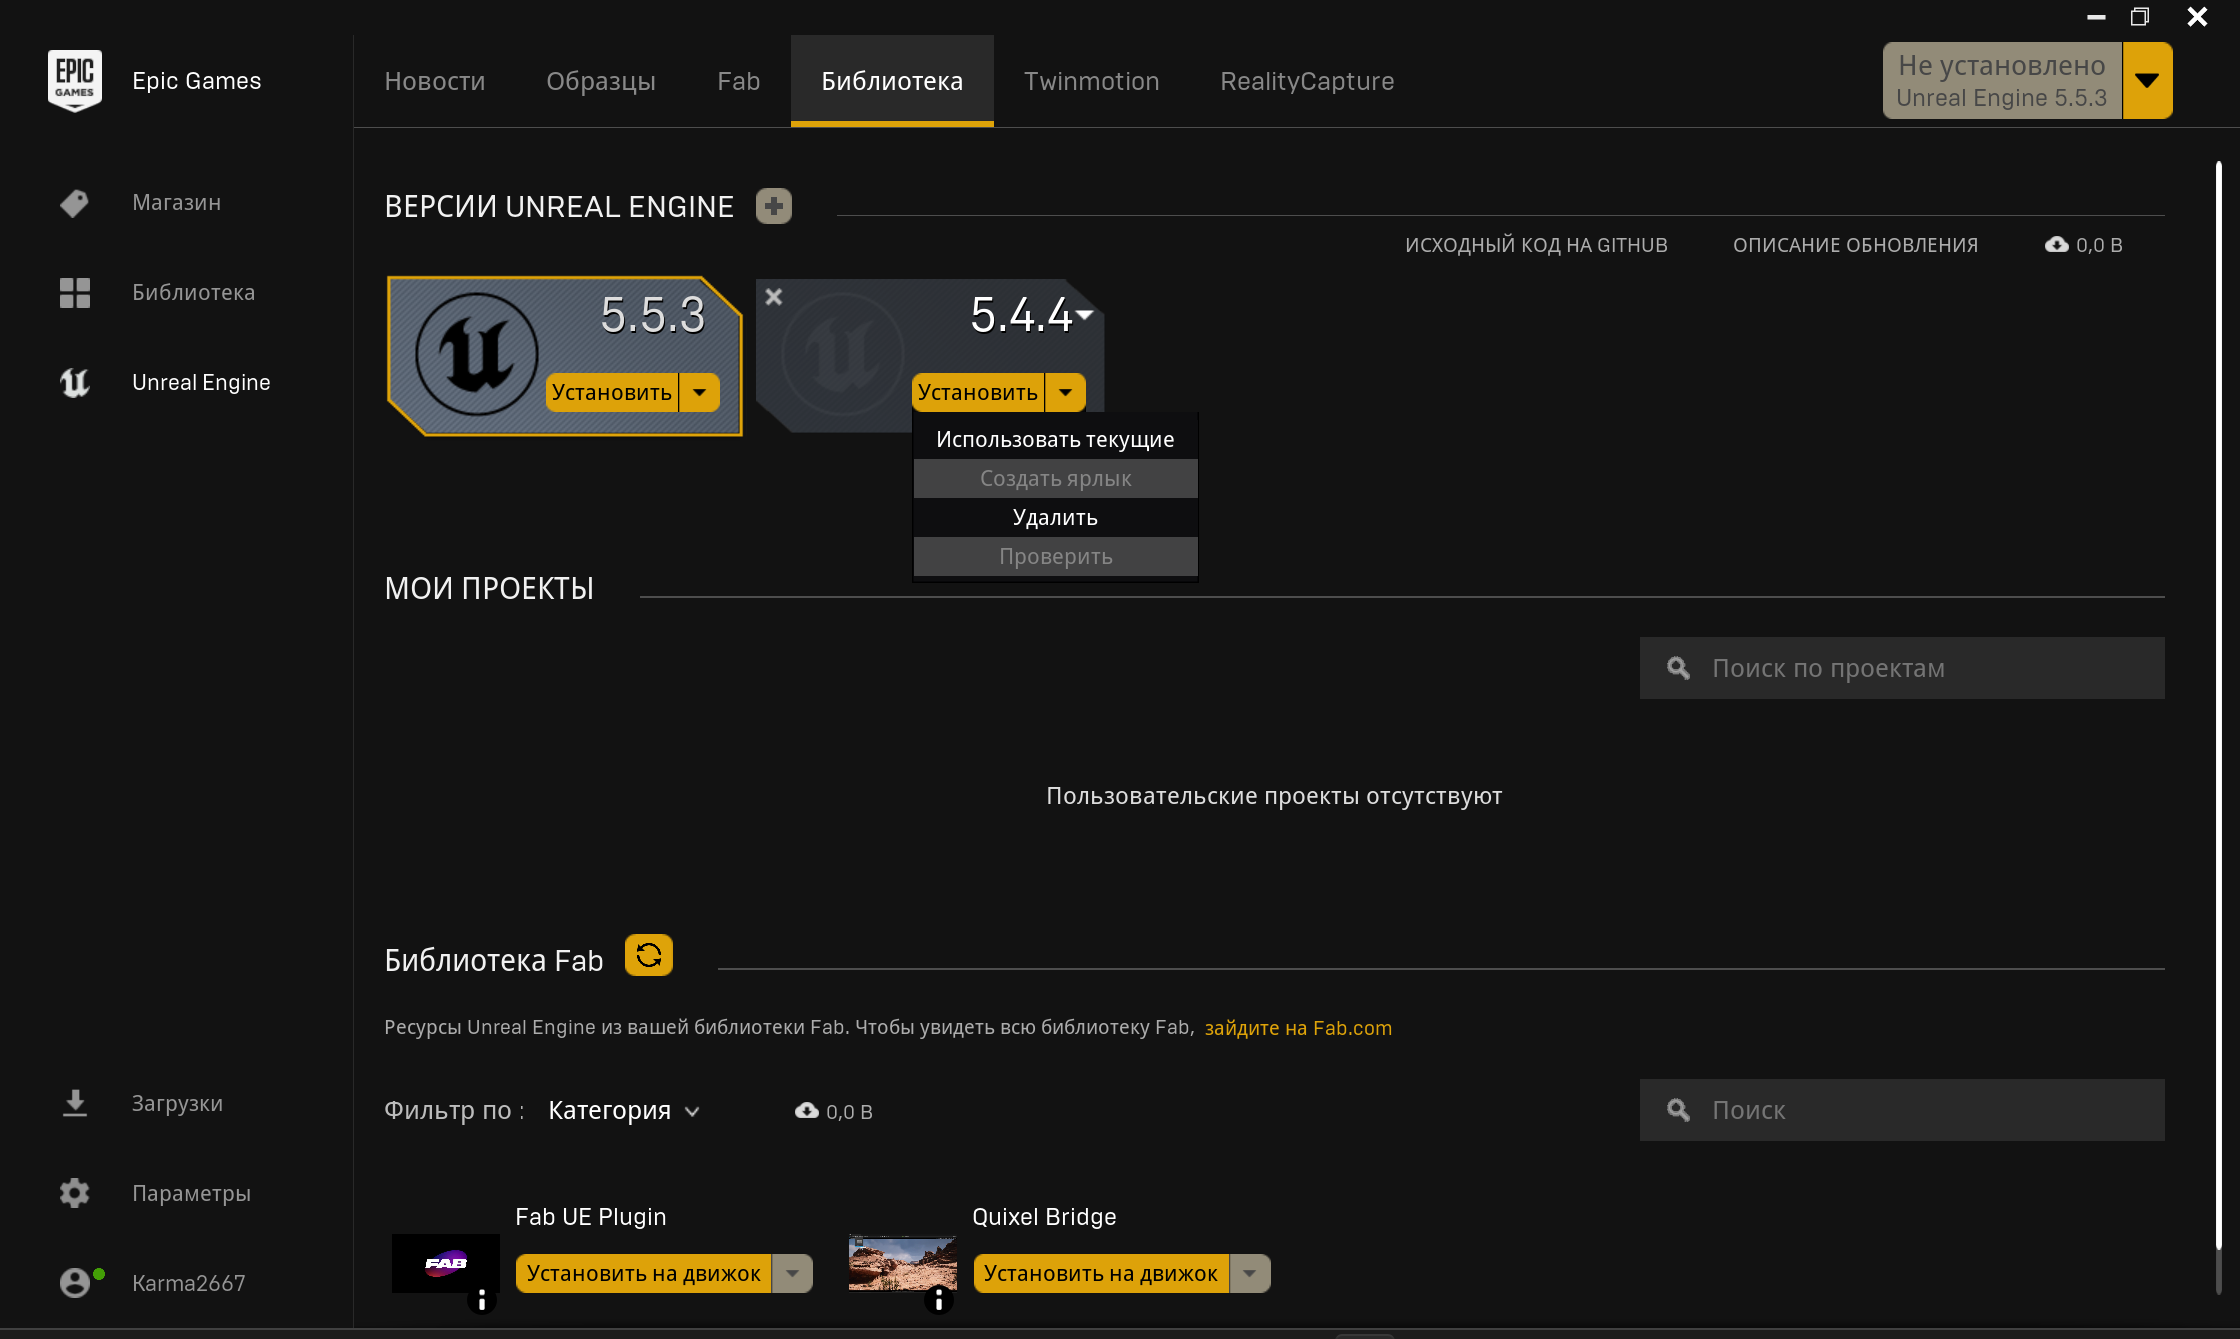 EPIC GAMES
Epic Games
Новости
Образцы
Fab
Библиотека
Twinmotion
RealityCapture
Не установлено
Unreal Engine 5.5.3
Магазин
Библиотека
Unreal Engine
ВЕРСИИ UNREAL ENGINE
ИСХОДНЫЙ КОД НА GITHUB
ОПИСАНИЕ ОБНОВЛЕНИЯ
0,0 B
5.5.3
Установить
5.4.4
Установить
Использовать текущие
Создать ярлык
Удалить
Проверить
МОИ ПРОЕКТЫ
Поиск по проектам
Пользовательские проекты отсутствуют
Библиотека Fab
Ресурсы Unreal Engine из вашей библиотеки Fab. Чтобы увидеть всю библиотеку Fab, зайдите на Fab.com
Фильтр по :
Категория
0,0 B
Поиск
Fab UE Plugin
FAB
Установить на движок
Quixel Bridge
Установить на движок
Загрузки
Параметры
Karma2667